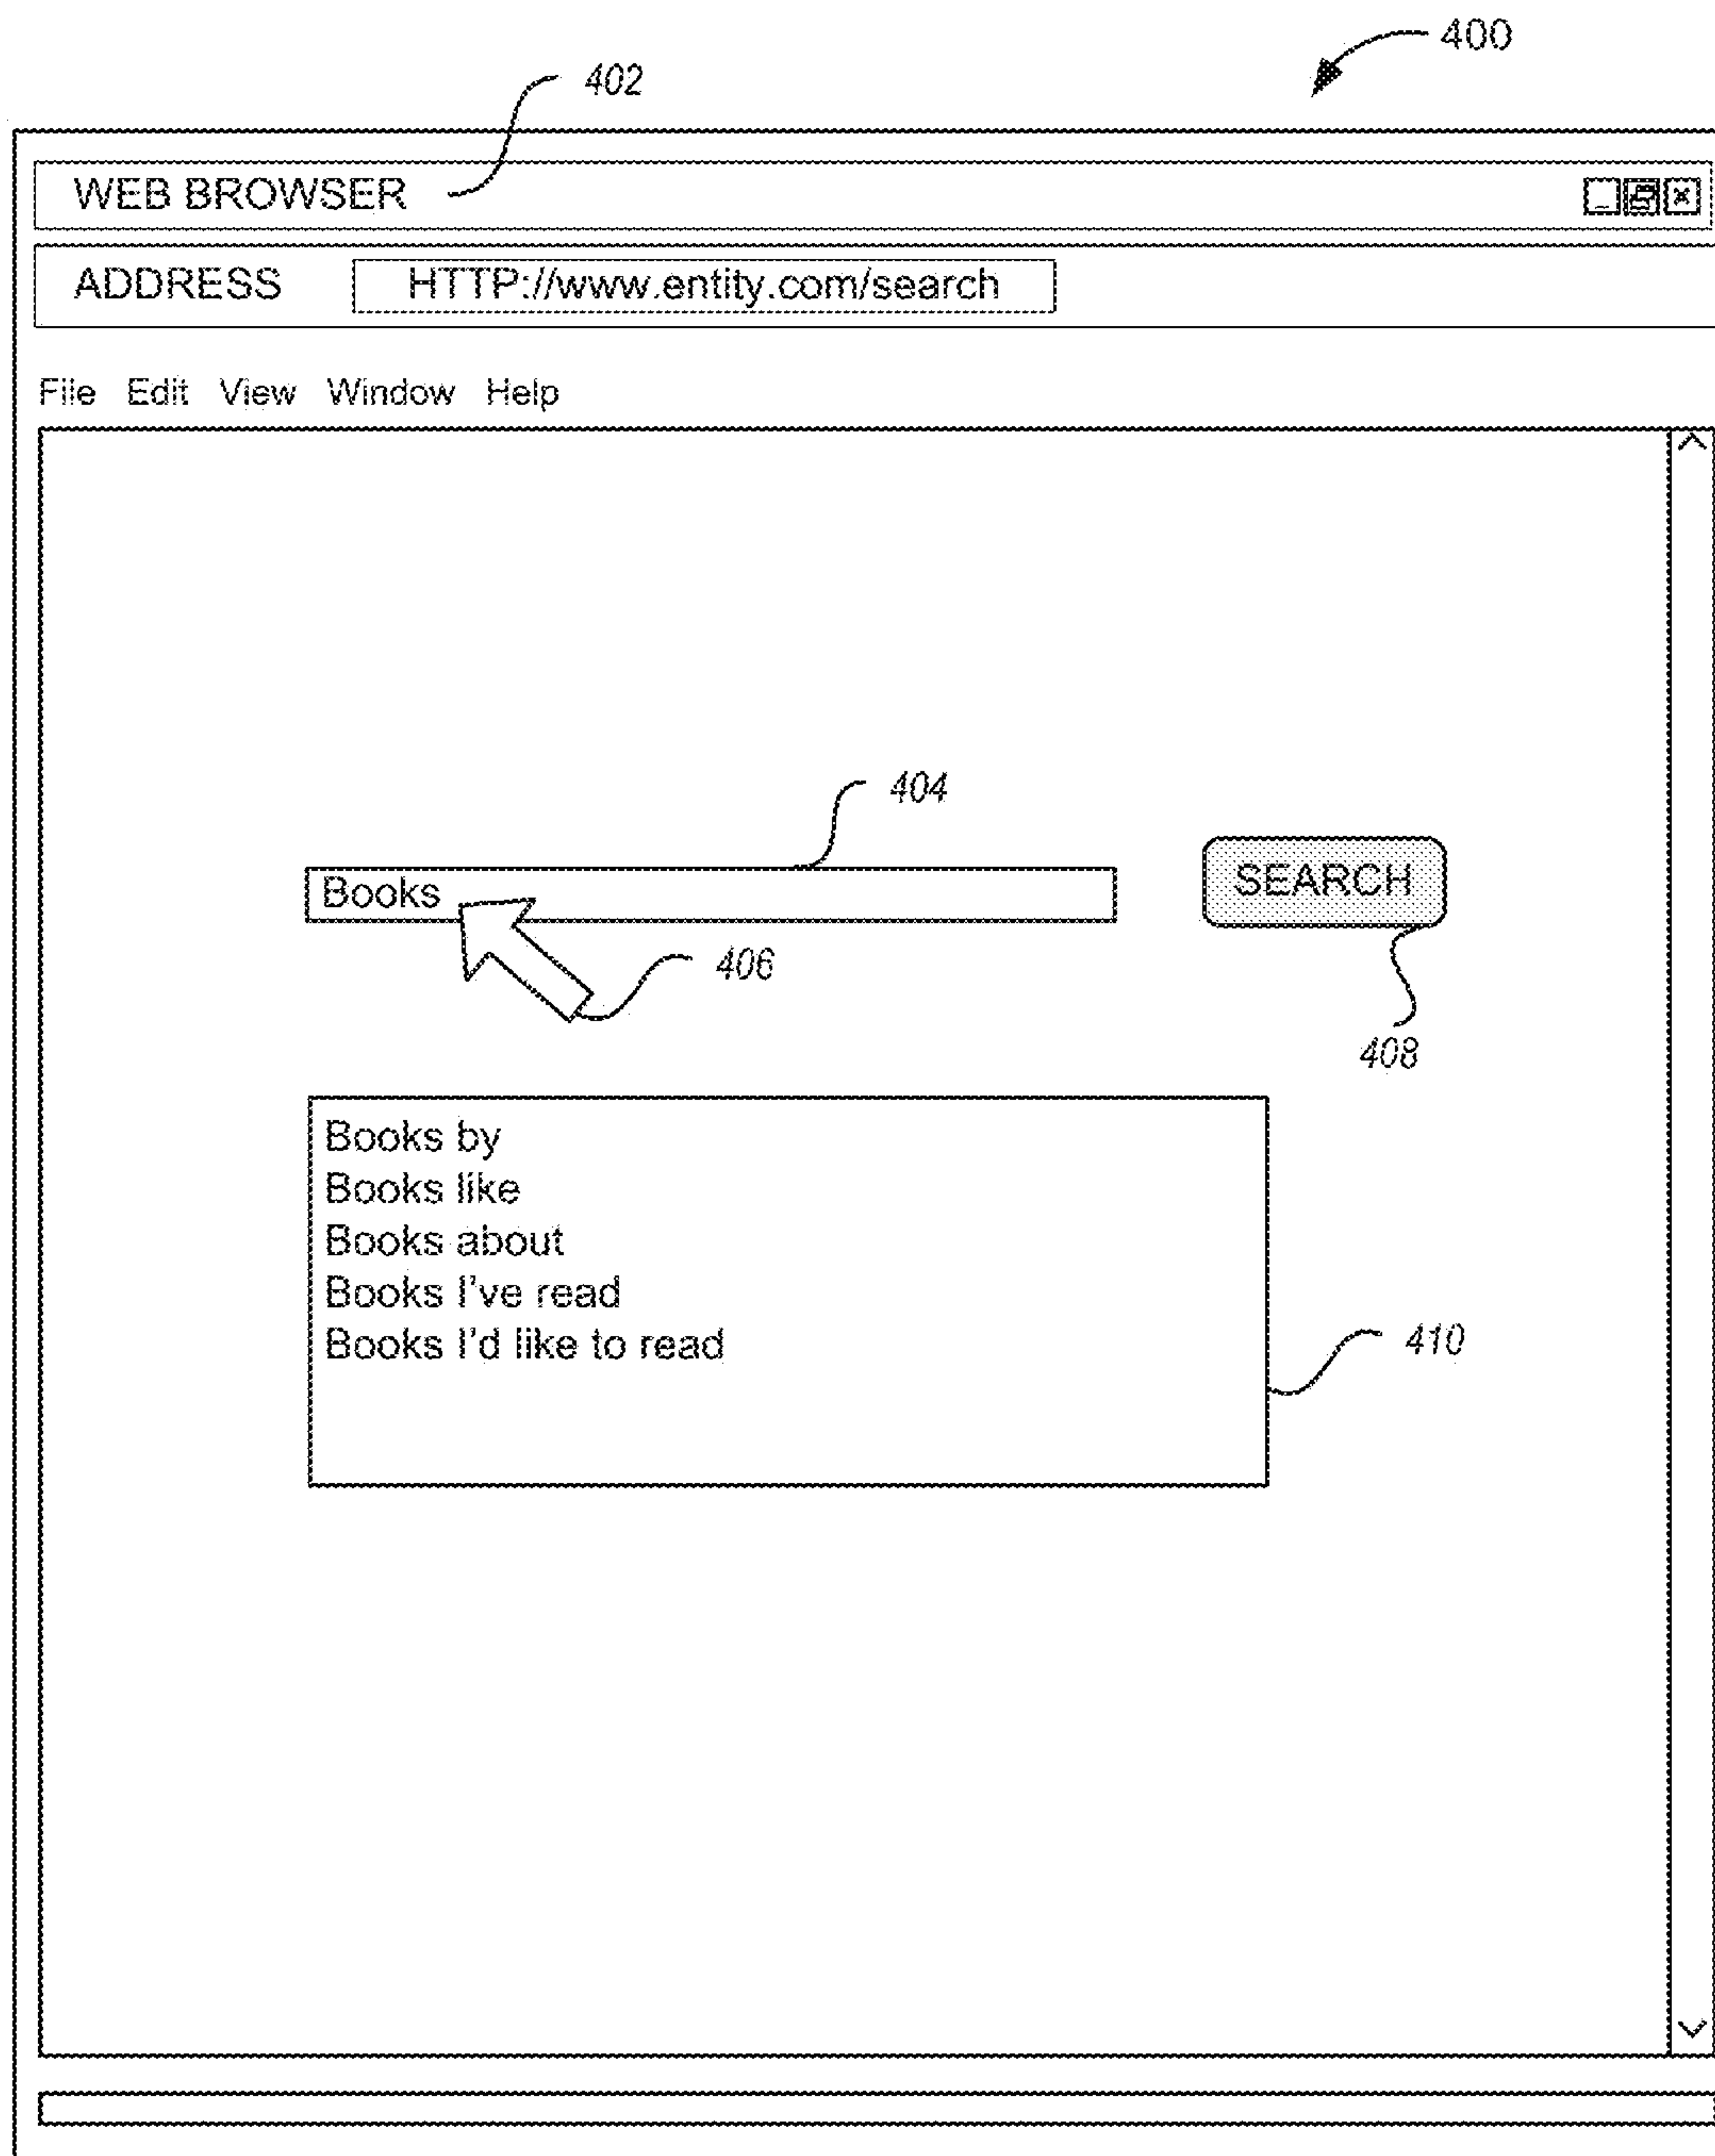 400
402
WEB BROWSER
ADDRESS HTTP://www.entity.com/search
File Edit View Window Help
404
Books
SEARCH
406
408
Books by
Books like
Books about
Books I've read
Books I'd like to read
410